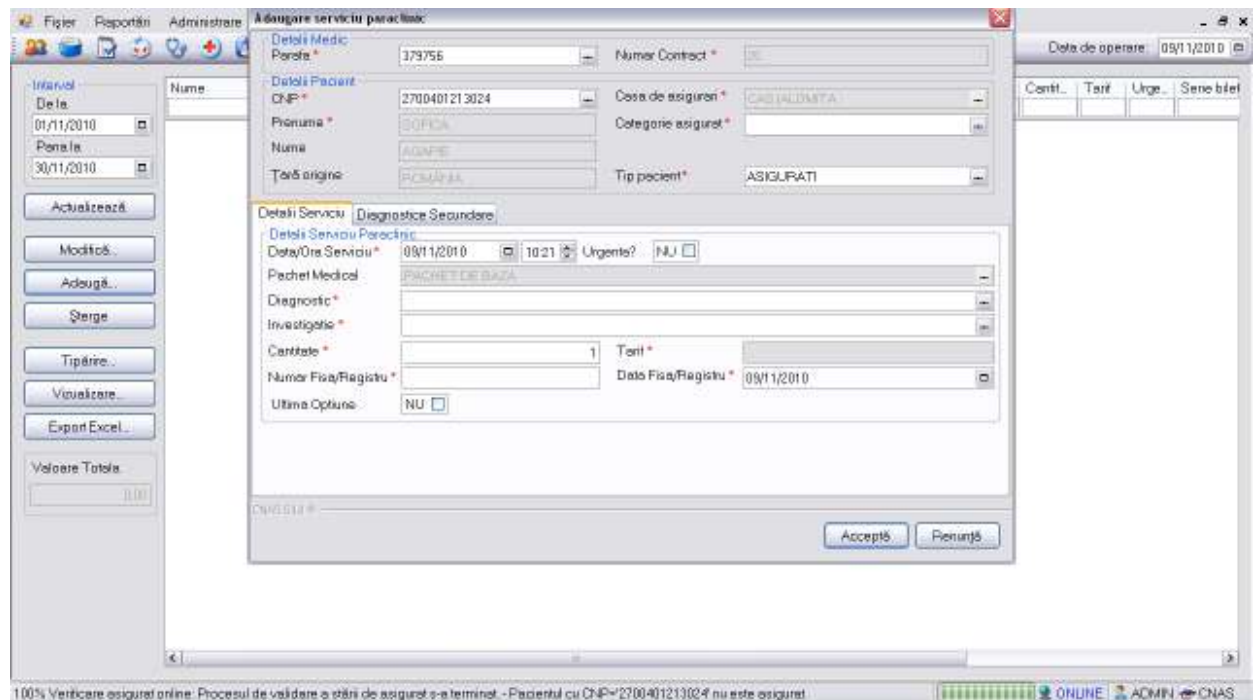 Fișier Raportări Administrare
Adaugare serviciu paraclinic
Data de operare 09/11/2010
Interval
De la
01/11/2010
Pana la
30/11/2010
Actualizează
Modifică...
Adaugă...
Șterge
Tipărire...
Vizualizare...
Export Excel...
Valoare Totala:
0.00
Nume
Cantit... Tarif Urge... Serie bilet
Detalii Medic
Parafa * 379756 ... Numar Contract *
Detalii Pacient
CNP * 2700401213024 ... Casa de asigurari * CAS IALOMITA ...
Prenume * SOFICA Categorie asigurat * ...
Nume AGAPIE
Țară origine ROMÂNIA Tip pacient * ASIGURATI ...
Detalii Serviciu Diagnostice Secundare
Detalii Serviciu Paraclinic
Data/Ora Serviciu * 09/11/2010 10:21 Urgenta? NU
Pachet Medical PACHET DE BAZA ...
Diagnostic * ...
Investigatie * ...
Cantitate * 1 Tarif *
Numar Fisa/Registru * Data Fisa/Registru * 09/11/2010
Ultima Optiune NU
Acceptă Renunță
100% Verificare asigurat online: Procesul de validare a stării de asigurat s-a terminat. - Pacientul cu CNP='2700401213024' nu este asigurat
ONLINE ADMIN CNAS